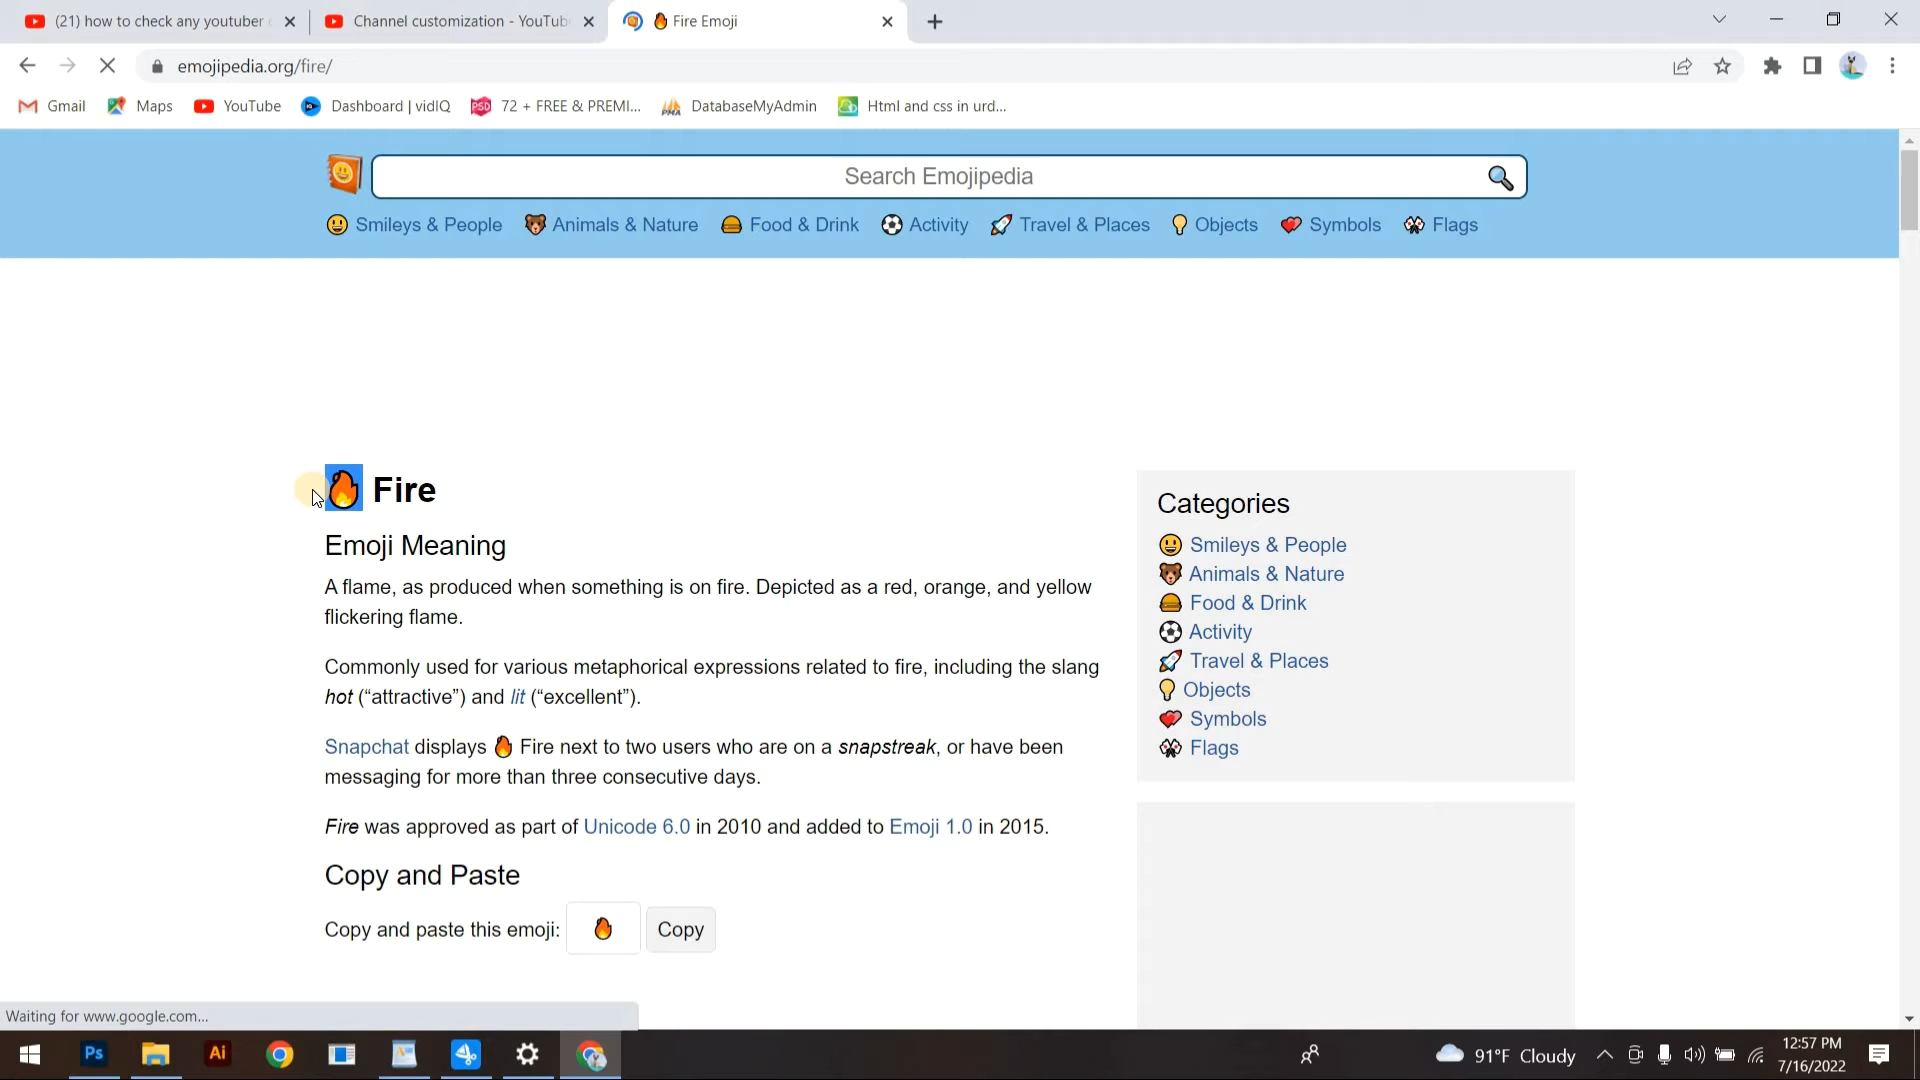 (21) how to check any youtuber
Channel customization - YouTub
🔥 Fire Emoji
emojipedia.org/fire/
Gmail
Maps
YouTube
Dashboard | vidIQ
PSD
72 + FREE & PREMI...
PMA
DatabaseMyAdmin
Html and css in urd...
Search Emojipedia
Smileys & People
Animals & Nature
Food & Drink
Activity
Travel & Places
Objects
Symbols
Flags
🔥 Fire
Emoji Meaning
A flame, as produced when something is on fire. Depicted as a red, orange, and yellow
flickering flame.
Commonly used for various metaphorical expressions related to fire, including the slang
hot (“attractive”) and lit (“excellent”).
Snapchat displays 🔥 Fire next to two users who are on a snapstreak, or have been
messaging for more than three consecutive days.
Fire was approved as part of Unicode 6.0 in 2010 and added to Emoji 1.0 in 2015.
Copy and Paste
Copy and paste this emoji: 🔥 Copy
Categories
Smileys & People
Animals & Nature
Food & Drink
Activity
Travel & Places
Objects
Symbols
Flags
Waiting for www.google.com...
Ps
Ai
91°F Cloudy
12:57 PM
7/16/2022